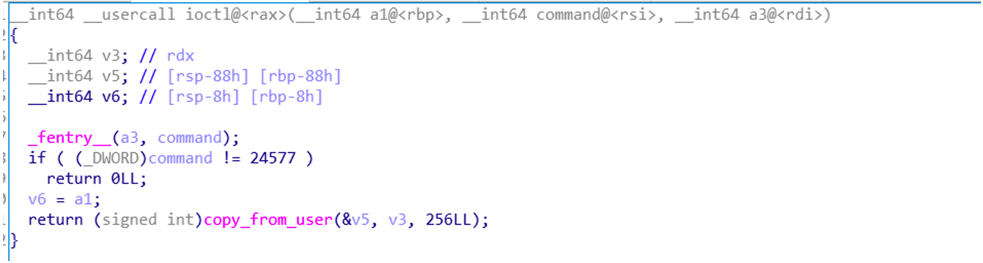 __int64 __usercall ioctl@<rax>(__int64 a1@<rbp>, __int64 command@<rsi>, __int64 a3@<rdi>)
{
  __int64 v3; // rdx
  __int64 v5; // [rsp-88h] [rbp-88h]
  __int64 v6; // [rsp-8h] [rbp-8h]

  _fentry__(a3, command);
  if ( (_DWORD)command != 24577 )
    return 0LL;
  v6 = a1;
  return (signed int)copy_from_user(&v5, v3, 256LL);
}